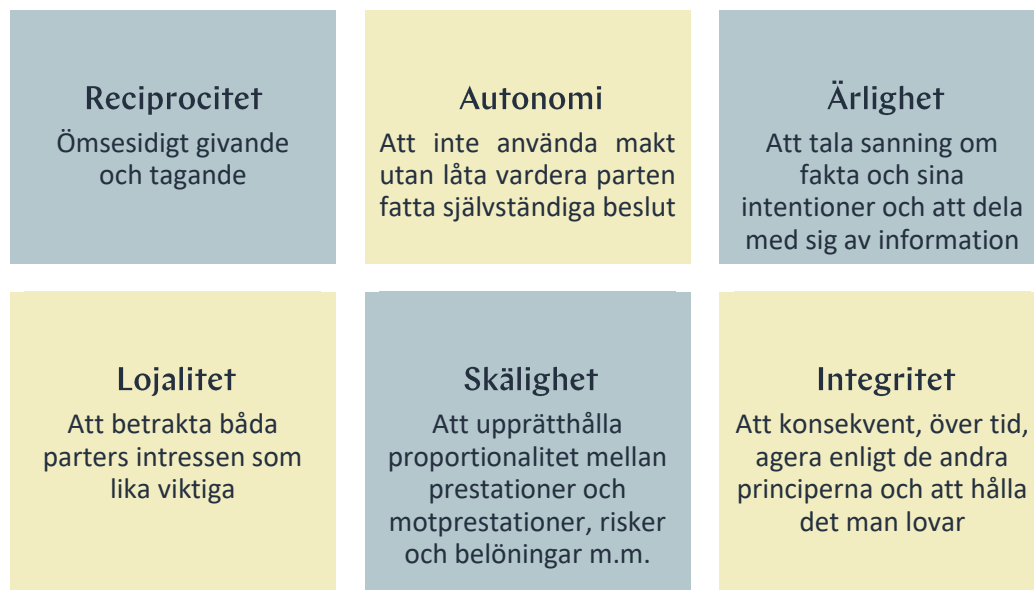 Reciprocitet
Ömsesidigt givande
och tagande
Autonomi
Att inte använda makt
utan låta vardera parten
fatta självständiga beslut
Ärlighet
Att tala sanning om
fakta och sina
intentioner och att dela
med sig av information
Lojalitet
Att betrakta båda
parters intressen som
lika viktiga
Skälighet
Att upprätthålla
proportionalitet mellan
prestationer och
motprestationer, risker
och belöningar m.m.
Integritet
Att konsekvent, över tid,
agera enligt de andra
principerna och att hålla
det man lovar